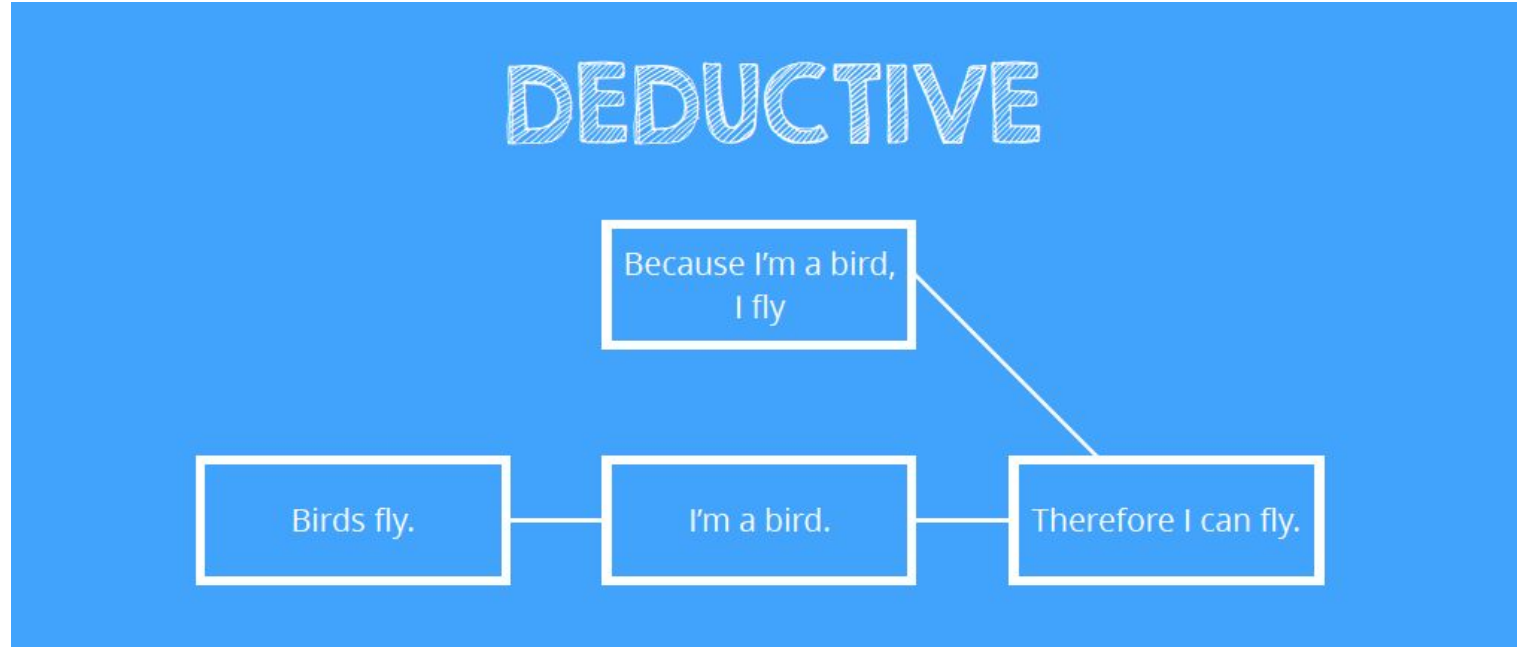 DEDUCTIVE
Because I'm a bird,
I fly
Birds fly.
I'm a bird.
Therefore I can fly.